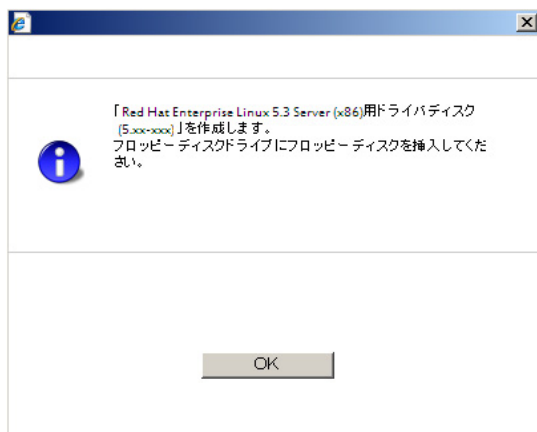 「Red Hat Enterprise Linux 5.3 Server (x86)用ドライバディスク
(5.xx-xxx)」を作成します。
フロッピーディスクドライブにフロッピーディスクを挿入してくだ
さい。
OK